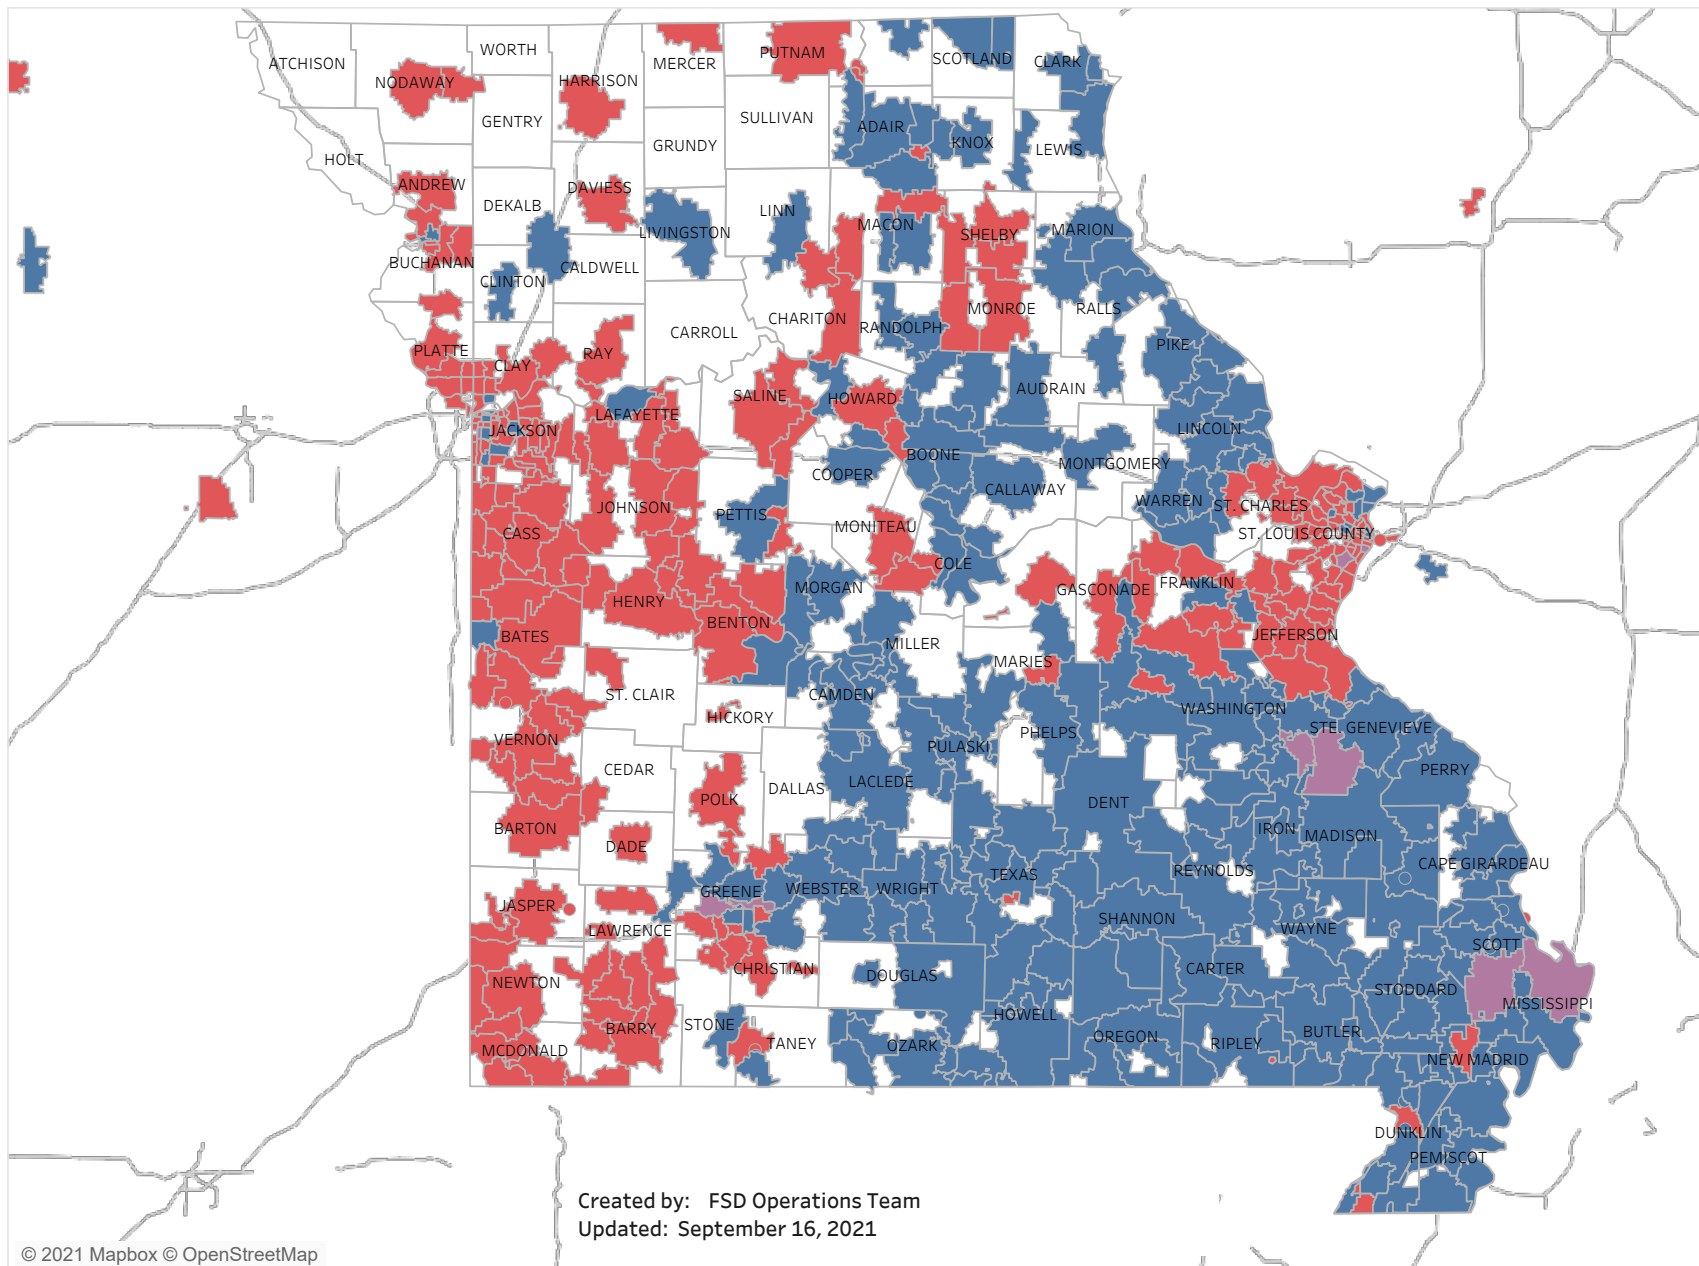 ATCHISON
WORTH
NODAWAY
HARRISON
MERCER
PUTNAM
SCOTLAND
CLARK
GENTRY
SULLIVAN
ADAIR
KNOX
LEWIS
HOLT
GRUNDY
ANDREW
DEKALB
DAVIESS
LIVINGSTON
LINN
MACON
SHELBY
MARION
BUCHANAN
CLINTON
CALDWELL
CHARITON
RANDOLPH
MONROE
RALLS
CARROLL
PLATTE
CLAY
RAY
PIKE
SALINE
HOWARD
AUDRAIN
LAFAYETTE
JACKSON
LINCOLN
BOONE
COOPER
MONTGOMERY
CALLAWAY
WARREN
ST. CHARLES
JOHNSON
PETTIS
CASS
MONITEAU
ST. LOUIS COUNTY
COLE
MORGAN
GASCONADE
FRANKLIN
HENRY
BENTON
BATES
MILLER
JEFFERSON
MARIES
ST. CLAIR
CAMDEN
HICKORY
WASHINGTON
STE. GENEVIEVE
VERNON
PHELPS
PULASKI
CEDAR
POLK
DALLAS
LACLEDE
DENT
PERRY
BARTON
DADE
IRON
MADISON
CAPE GIRARDEAU
GREENE
WEBSTER
WRIGHT
TEXAS
REYNOLDS
JASPER
LAWRENCE
SHANNON
WAYNE
SCOTT
CHRISTIAN
NEWTON
DOUGLAS
CARTER
STODDARD
MISSISSIPPI
BARRY
STONE
TANEY
HOWELL
OZARK
OREGON
RIPLEY
BUTLER
MCDONALD
NEW MADRID
DUNKLIN
PEMISCOT
Created by: FSD Operations Team
Updated: September 16, 2021
© 2021 Mapbox © OpenStreetMap